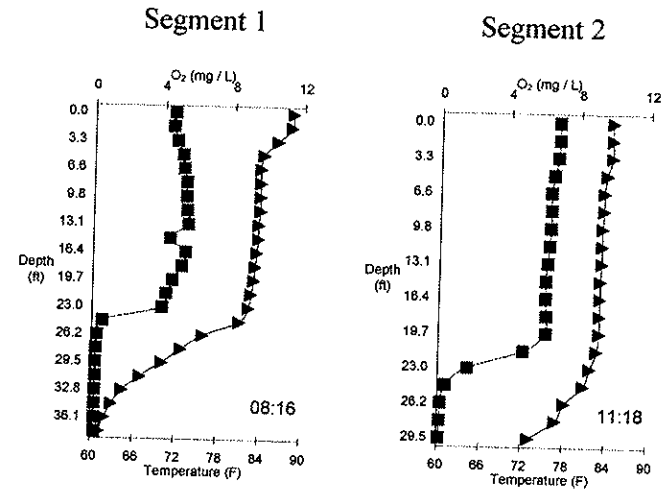 Segment 1
O₂ (mg / L)
0 4 8 12
0.0
3.3
6.6
9.8
13.1
16.4
Depth
(ft)
19.7
23.0
26.2
29.5
32.8
36.1
08:16
60 66 72 78 84 90
Temperature (F)
Segment 2
O₂ (mg / L)
0 4 8 12
0.0
3.3
6.6
9.8
13.1
Depth
(ft)
16.4
19.7
23.0
26.2
29.5
11:18
60 66 72 78 84 90
Temperature (F)